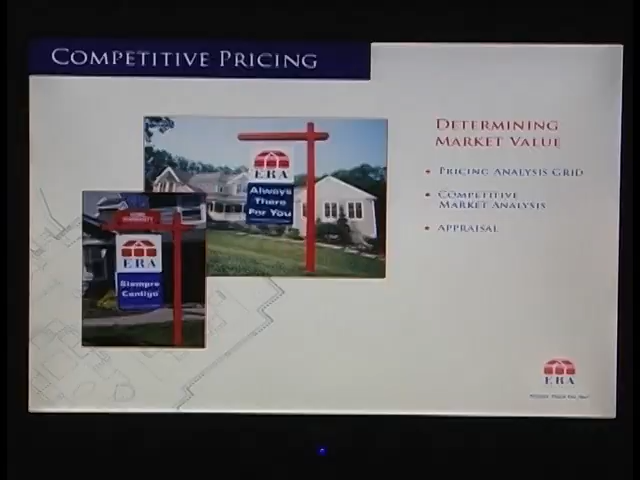 COMPETITIVE PRICING
DETERMINING
MARKET VALUE
• PRICING ANALYSIS GRID
• COMPETITIVE
MARKET ANALYSIS
• APPRAISAL
ERA
Always
There
For You
ERA
Siempre
Contigo
ERA